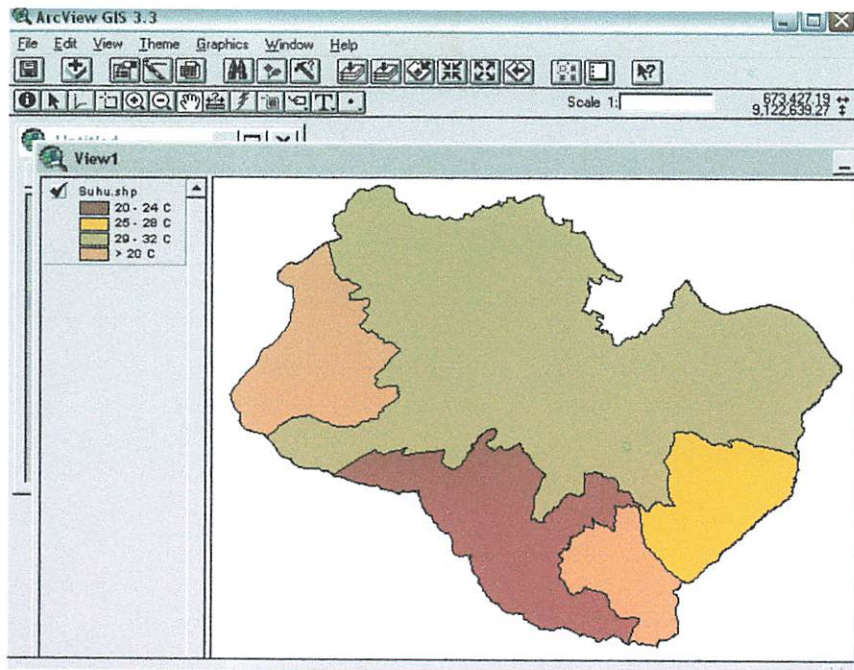 ArcView GIS 3.3
File Edit View Theme Graphics Window Help
Scale 1:
673,427.19
9,122,639.27
View1
Suhu.shp
20 - 24 C
25 - 28 C
29 - 32 C
> 20 C